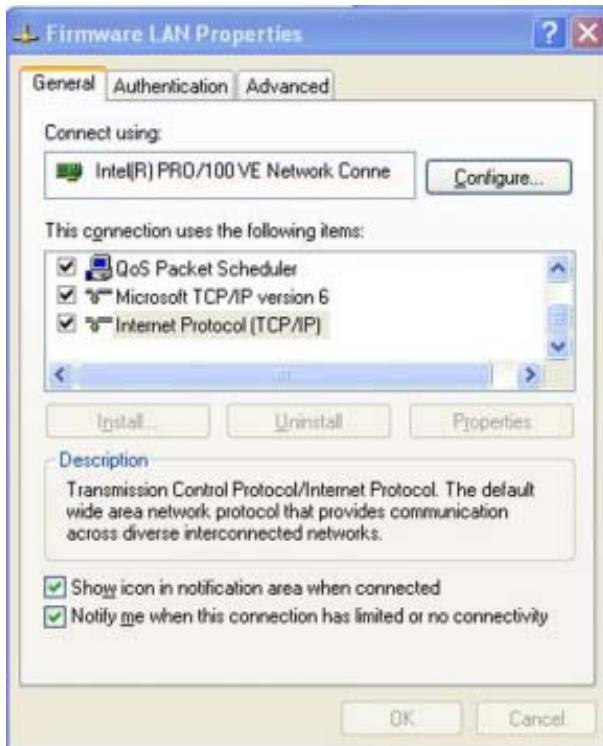 Firmware LAN Properties
General Authentication Advanced
Connect using:
Intel(R) PRO/100 VE Network Conne
Configure...
This connection uses the following items:
QoS Packet Scheduler
Microsoft TCP/IP version 6
Internet Protocol (TCP/IP)
Install... Uninstall Properties
Description
Transmission Control Protocol/Internet Protocol. The default
wide area network protocol that provides communication
across diverse interconnected networks.
Show icon in notification area when connected
Notify me when this connection has limited or no connectivity
OK Cancel